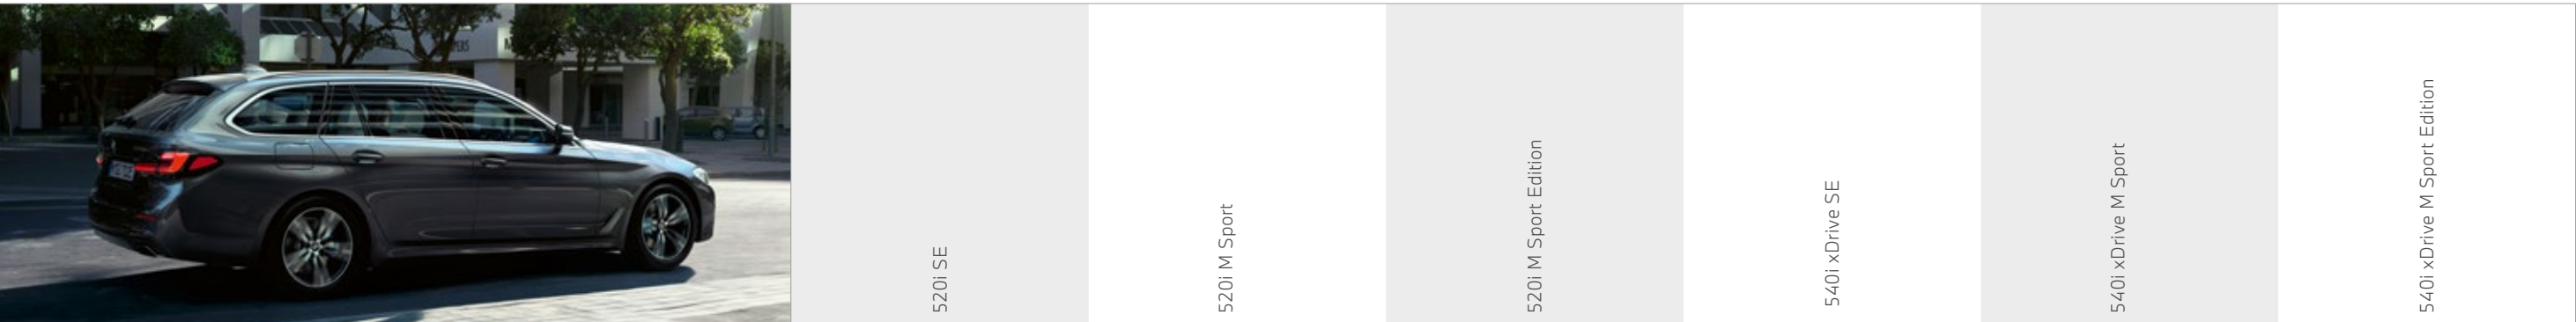 520i SE
520i M Sport
520i M Sport Edition
540i xDrive SE
540i xDrive M Sport
540i xDrive M Sport Edition